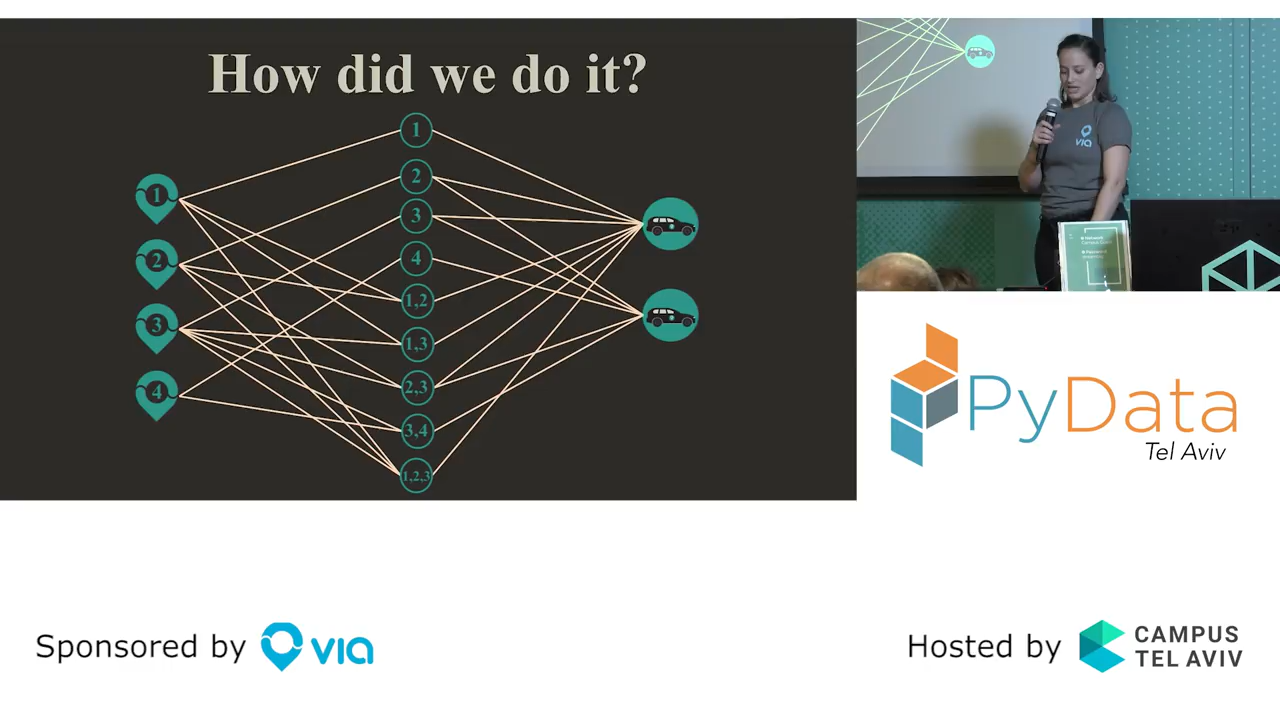 How did we do it?
1
2
3
4
1
2
3
4
1,2
1,3
2,3
3,4
1,2,3
via
PyData
Tel Aviv
Sponsored by via
Hosted by CAMPUS
TEL AVIV